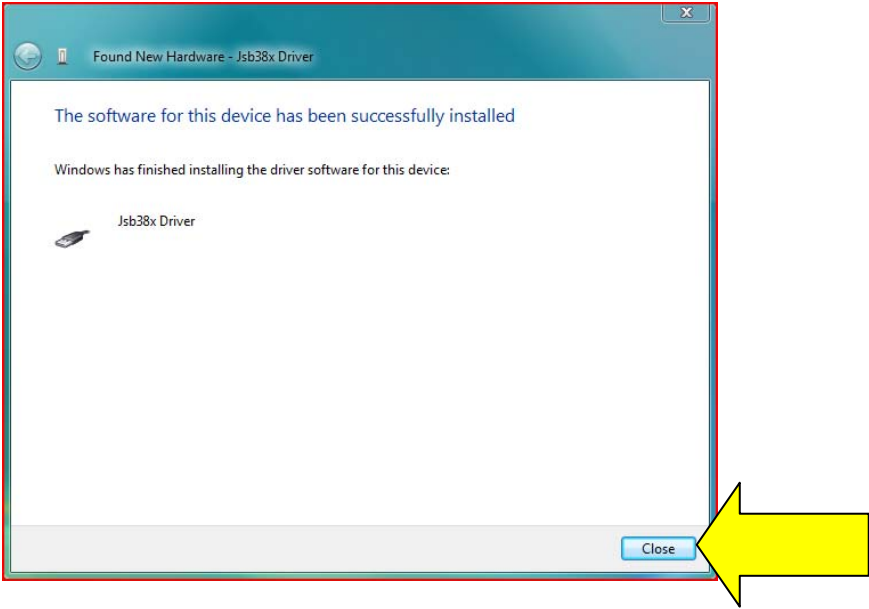 Found New Hardware - Jsb38x Driver
The software for this device has been successfully installed
Windows has finished installing the driver software for this device:
Jsb38x Driver
Close